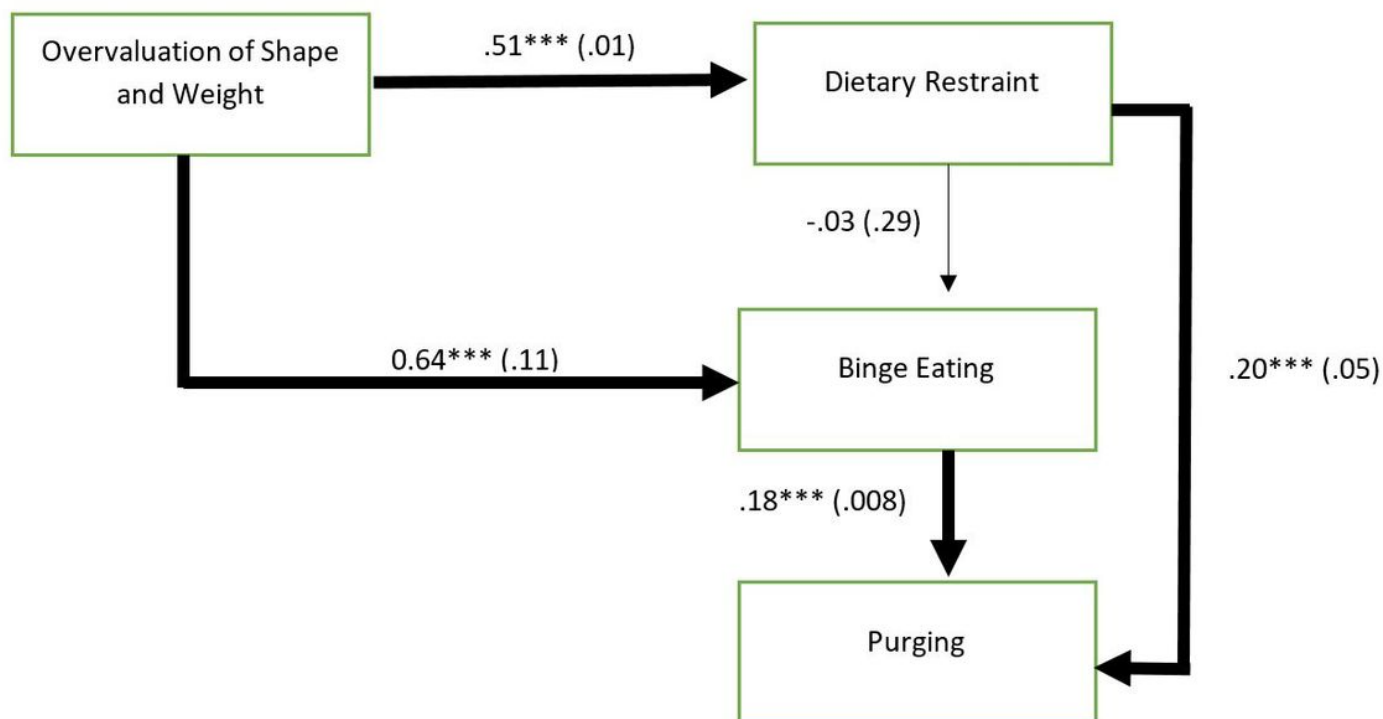 Overvaluation of Shape
and Weight
.51*** (.01)
Dietary Restraint
-.03 (.29)
0.64*** (.11)
Binge Eating
.20*** (.05)
.18*** (.008)
Purging